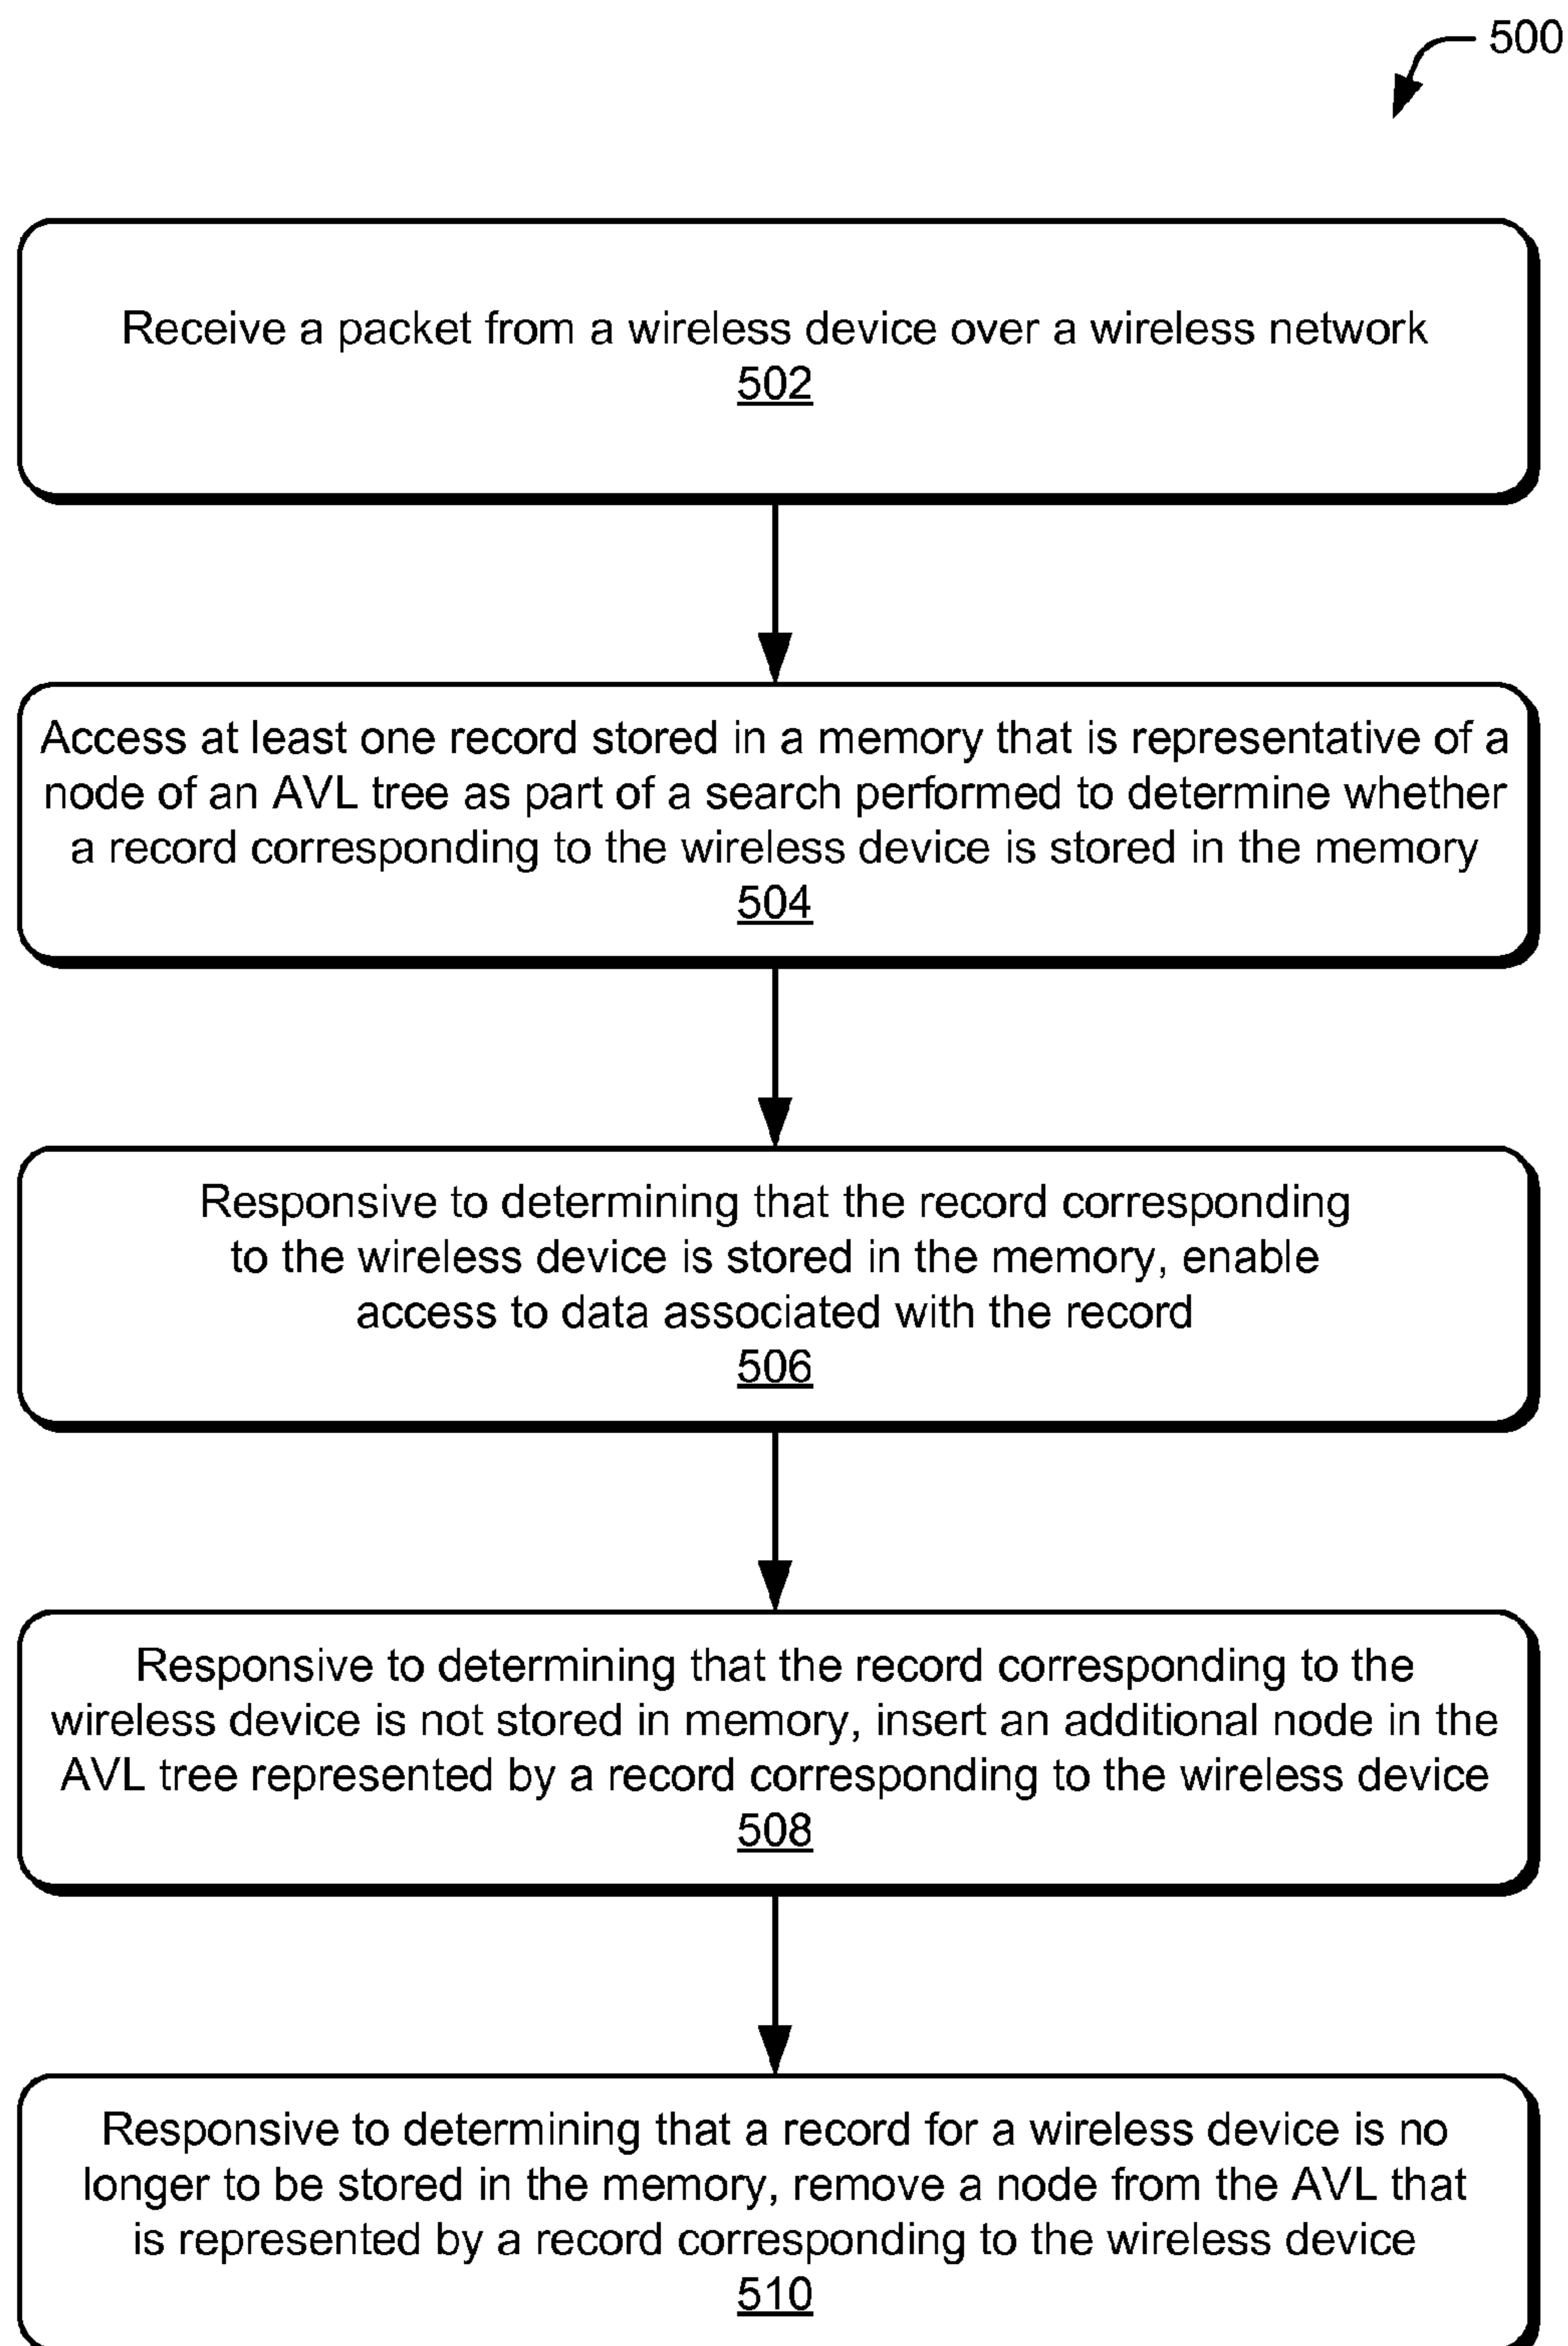 500
Receive a packet from a wireless device over a wireless network
502
Access at least one record stored in a memory that is representative of a
node of an AVL tree as part of a search performed to determine whether
a record corresponding to the wireless device is stored in the memory
504
Responsive to determining that the record corresponding
to the wireless device is stored in the memory, enable
access to data associated with the record
506
Responsive to determining that the record corresponding to the
wireless device is not stored in memory, insert an additional node in the
AVL tree represented by a record corresponding to the wireless device
508
Responsive to determining that a record for a wireless device is no
longer to be stored in the memory, remove a node from the AVL that
is represented by a record corresponding to the wireless device
510